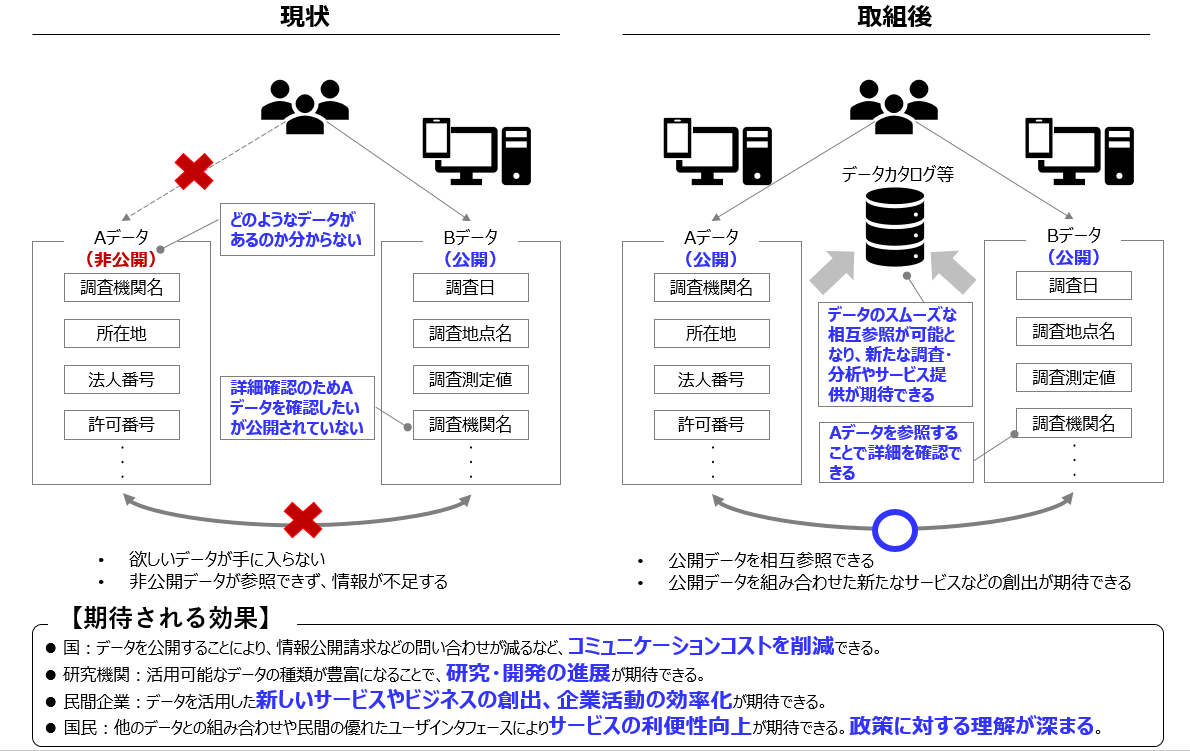 現状
どのようなデータが
あるのか分からない
Aデータ
（非公開）
調査機関名
所在地
法人番号
許可番号
・
・
・
Bデータ
（公開）
調査日
調査地点名
調査測定値
調査機関名
・
・
・
詳細確認のためA
データを確認したい
が公開されていない
・ 欲しいデータが手に入らない
・ 非公開データが参照できず、情報が不足する
取組後
データカタログ等
Aデータ
（公開）
調査機関名
所在地
法人番号
許可番号
・
・
・
データのスムーズな
相互参照が可能と
なり、新たな調査・
分析やサービス提
供が期待できる
Aデータを参照する
ことで詳細を確認で
きる
Bデータ
（公開）
調査日
調査地点名
調査測定値
調査機関名
・
・
・
・ 公開データを相互参照できる
・ 公開データを組み合わせた新たなサービスなどの創出が期待できる
【期待される効果】
● 国：データを公開することにより、情報公開請求などの問い合わせが減るなど、コミュニケーションコストを削減できる。
● 研究機関：活用可能なデータの種類が豊富になることで、研究・開発の進展が期待できる。
● 民間企業：データを活用した新しいサービスやビジネスの創出、企業活動の効率化が期待できる。
● 国民：他のデータとの組み合わせや民間の優れたユーザインタフェースによりサービスの利便性向上が期待できる。政策に対する理解が深まる。